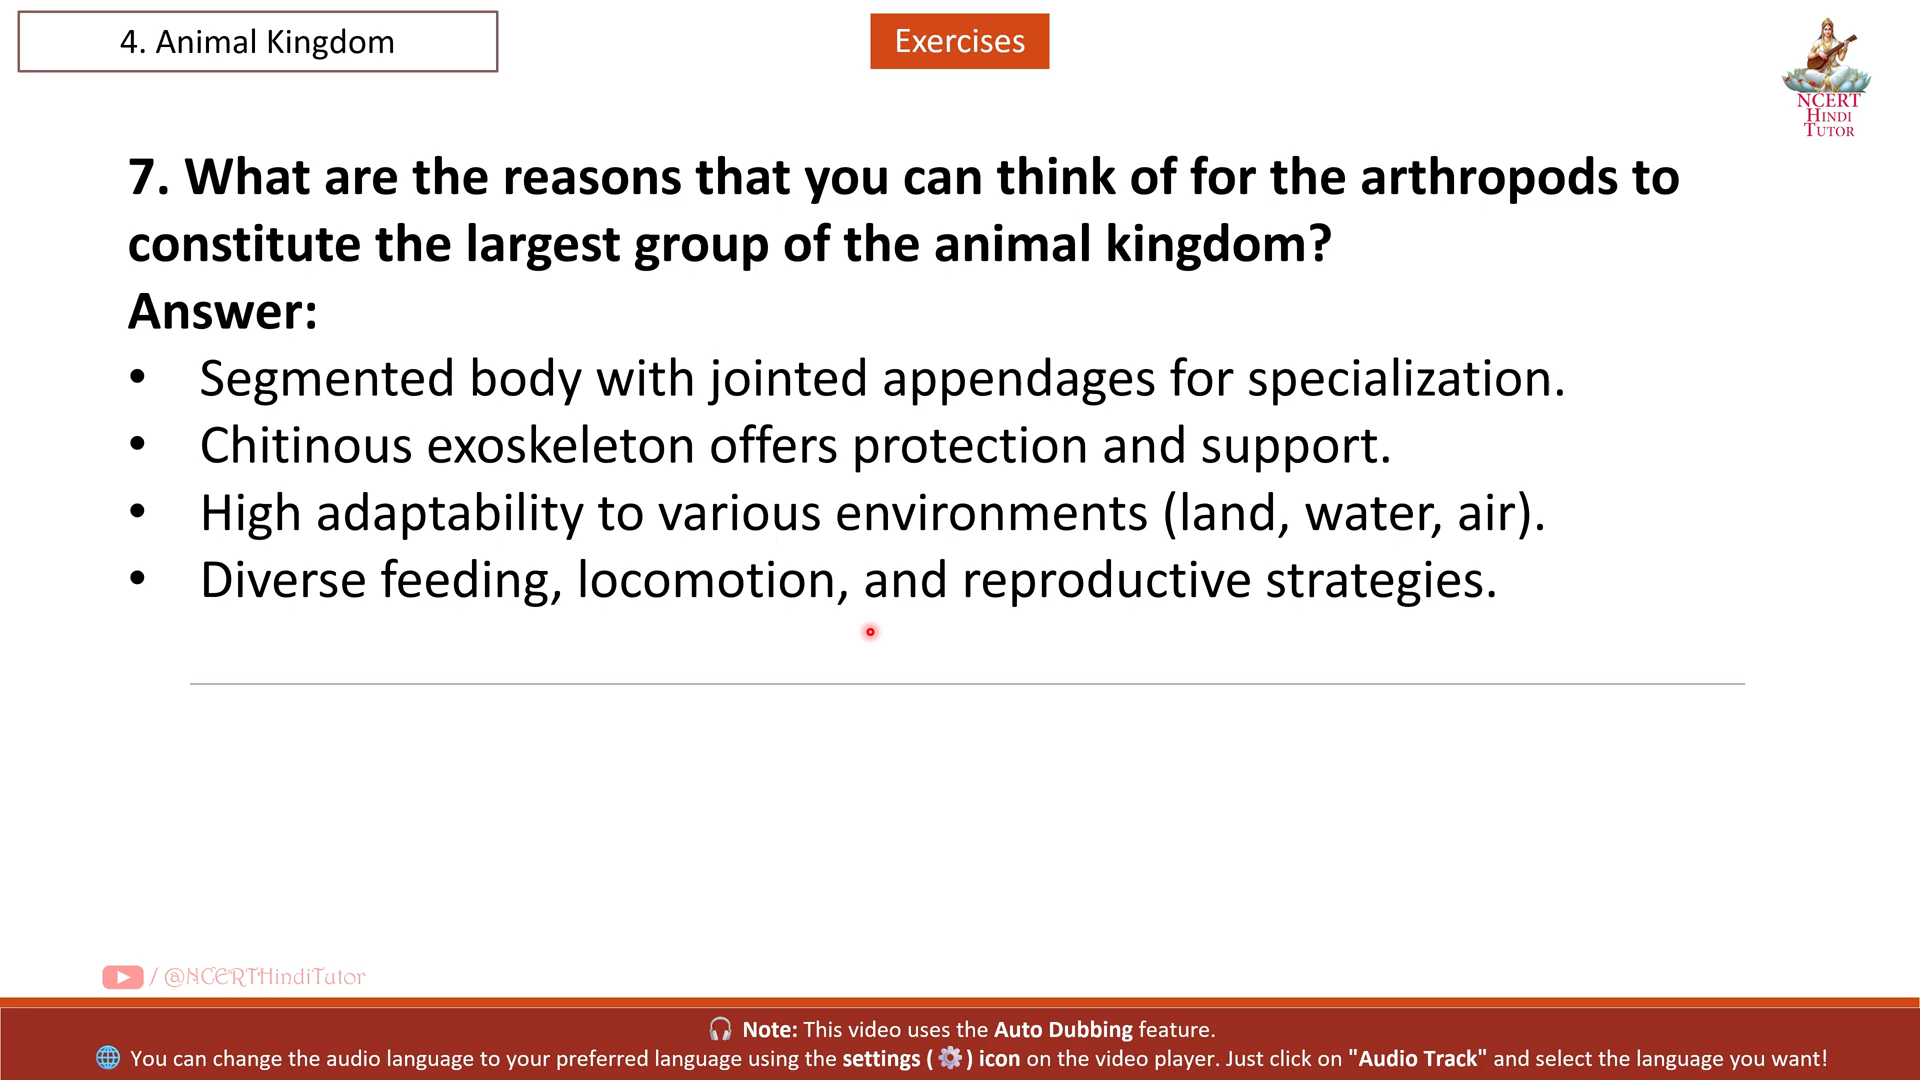 4. Animal Kingdom
Exercises
NCERT
HINDI
TUTOR
7. What are the reasons that you can think of for the arthropods to
constitute the largest group of the animal kingdom?
Answer:
• Segmented body with jointed appendages for specialization.
• Chitinous exoskeleton offers protection and support.
• High adaptability to various environments (land, water, air).
• Diverse feeding, locomotion, and reproductive strategies.
/ @NCERTHindiTutor
🎧 Note: This video uses the Auto Dubbing feature.
🌐 You can change the audio language to your preferred language using the settings ( ⚙️ ) icon on the video player. Just click on "Audio Track" and select the language you want!